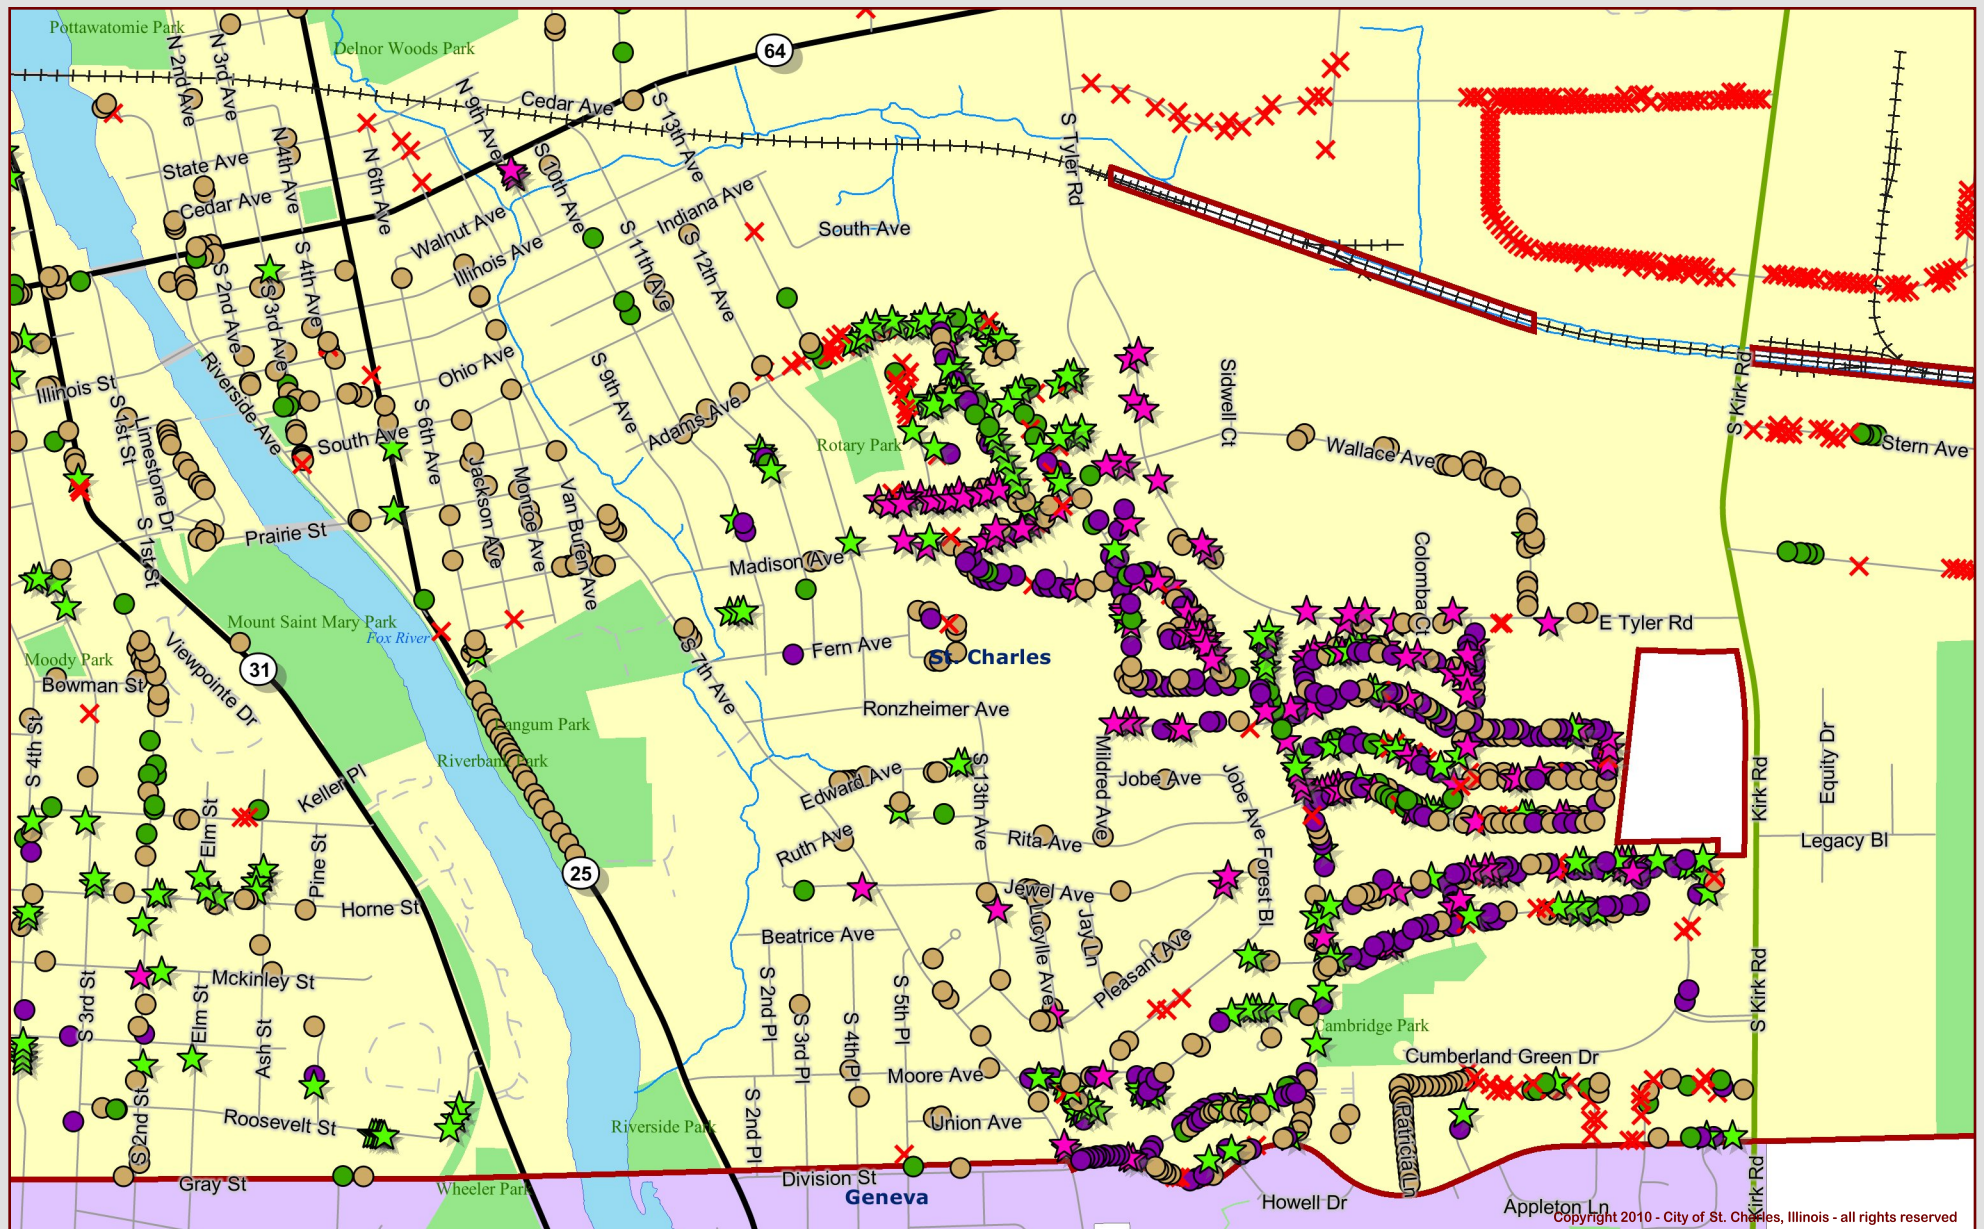 Pottawatomie Park
Delnor Woods Park
64
N 2nd Ave
N 3rd Ave
N 9th Ave
Cedar Ave
S 13th Ave
S Tyler Rd
State Ave
N 4th Ave
N 6th Ave
S 10th Ave
Cedar Ave
Walnut Ave
Indiana Ave
South Ave
Illinois Ave
S 4th Ave
S 11th Ave
S 12th Ave
S 2nd Ave
S 3rd Ave
Riverside Ave
Ohio Ave
Illinois St
S 9th Ave
Sidwell Ct
S Kirk Rd
S 1st St
Limestone Dr
South Ave
S 6th Ave
Adams Ave
Rotary Park
Wallace Ave
Stern Ave
Jackson Ave
Monroe Ave
Van Buren Ave
S 1st St
Prairie St
Madison Ave
Colomba Ct
Mount Saint Mary Park
Fox River
E Tyler Rd
Moody Park
Viewpointe Dr
31
S 7th Ave
Fern Ave
St. Charles
Bowman St
Langum Park
Ronzheimer Ave
S 4th St
Riverbank Park
Keller Pl
Edward Ave
S 13th Ave
Mildred Ave
Jobe Ave
Jobe Ave
Kirk Rd
Equity Dr
Elm St
Pine St
Ruth Ave
Rita Ave
Forest Bl
Legacy Bl
25
Horne St
Jewel Ave
Lucylle Ave
Jay Ln
Beatrice Ave
Pleasant Ave
Mckinley St
S 3rd St
Elm St
Ash St
S 2nd Pl
S 3rd Pl
S 4th Pl
S 5th Pl
S Kirk Rd
Cambridge Park
Cumberland Green Dr
Moore Ave
S 2nd St
Roosevelt St
Riverside Park
S 2nd Pl
Union Ave
Patricia Ln
Gray St
Wheeler Park
Division St
Geneva
Howell Dr
Appleton Ln
Kirk Rd
Copyright 2010 - City of St. Charles, Illinois - all rights reserved